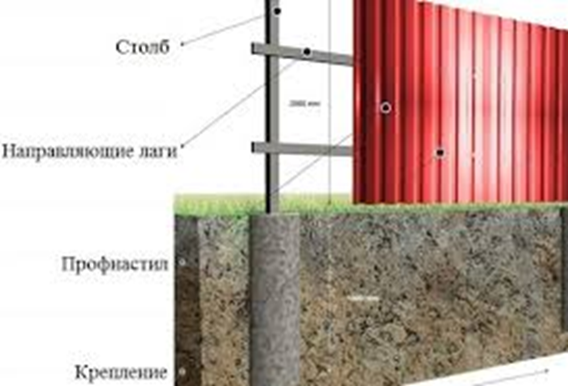 Столб
Направляющие лаги
Профнастил
Крепление